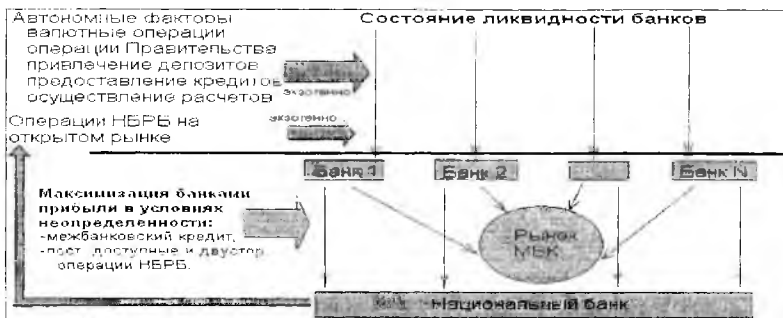 Автономные факторы
валютные операции
операции Правительства
привлечение депозитов
предоставление кредитов
осуществление расчетов
Состояние ликвидности банков
экзогенно
Операции НБРБ на
открытом рынке
экзогенно
Банк 1
Банк 2
Банк N
Максимизация банками
прибыли в условиях
неопределенности:
-межбанковский кредит,
-пост. доступные и двустор.
операции НБРБ.
Рынок
МБК
Национальный банк